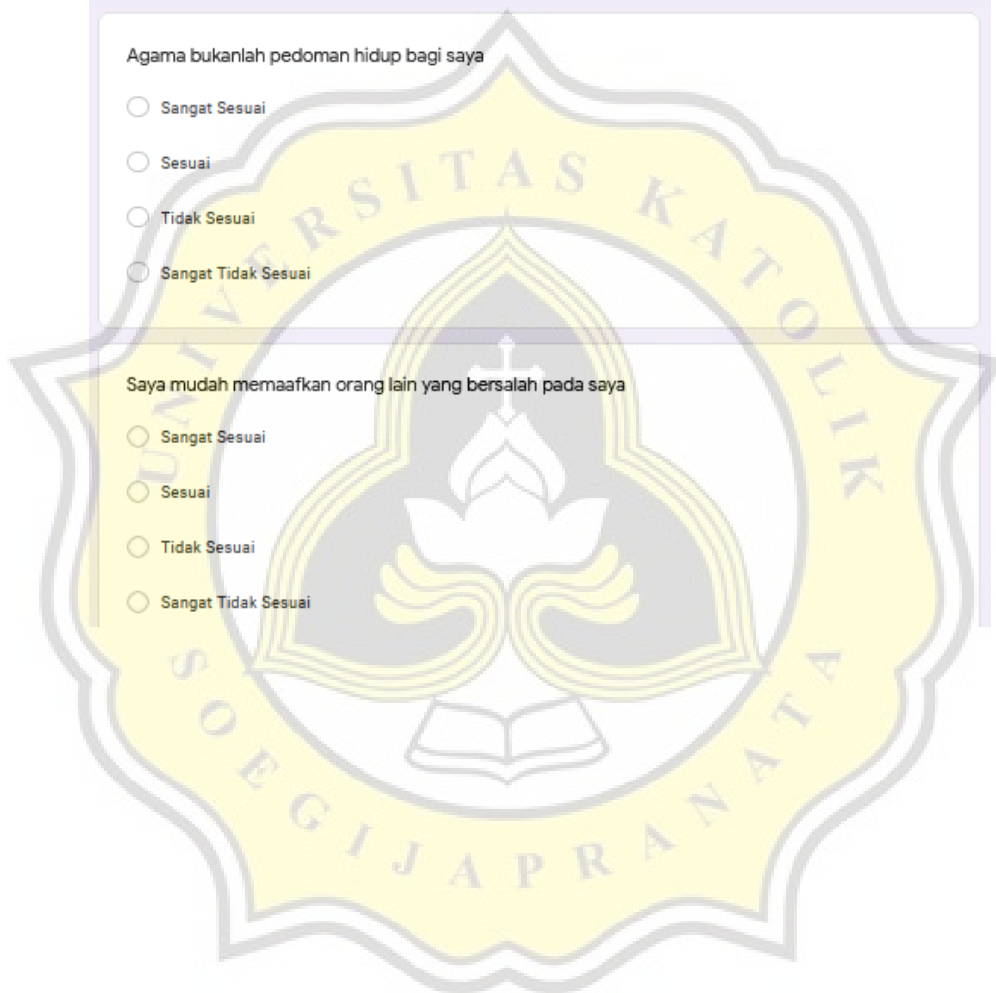 Agama bukanlah pedoman hidup bagi saya
Sangat Sesuai
Sesuai
Tidak Sesuai
Sangat Tidak Sesuai
Saya mudah memaafkan orang lain yang bersalah pada saya
Sangat Sesuai
Sesuai
Tidak Sesuai
Sangat Tidak Sesuai
UNIVERSITAS KATOLIK
SOEGIJAPRANATA